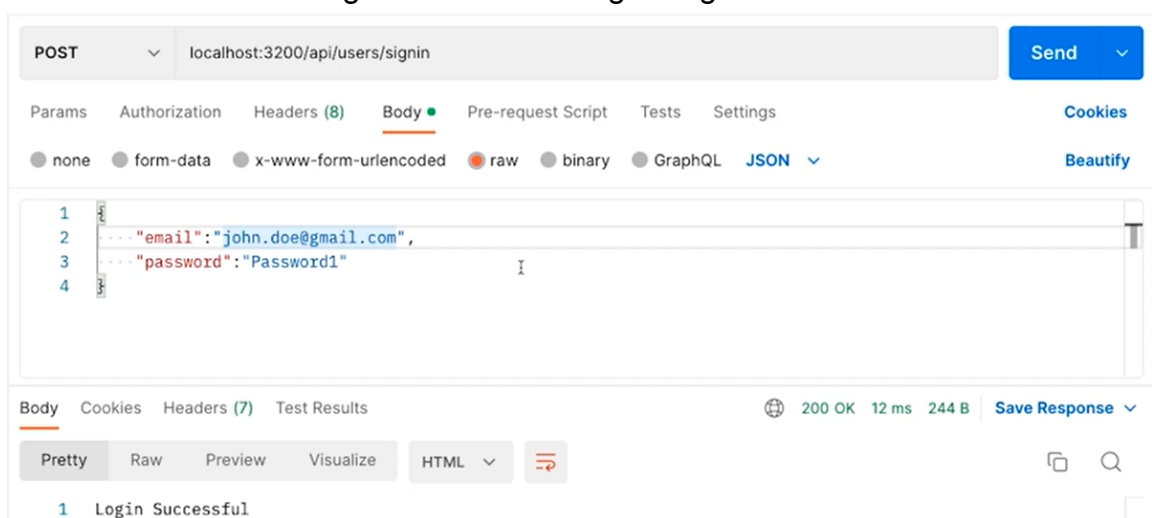 POST localhost:3200/api/users/signin Send
Params Authorization Headers (8) Body Pre-request Script Tests Settings Cookies
none form-data x-www-form-urlencoded raw binary GraphQL JSON Beautify
1 {
2 "email":"john.doe@gmail.com",
3 "password":"Password1"
4 }
Body Cookies Headers (7) Test Results 200 OK 12 ms 244 B Save Response
Pretty Raw Preview Visualize HTML
1 Login Successful